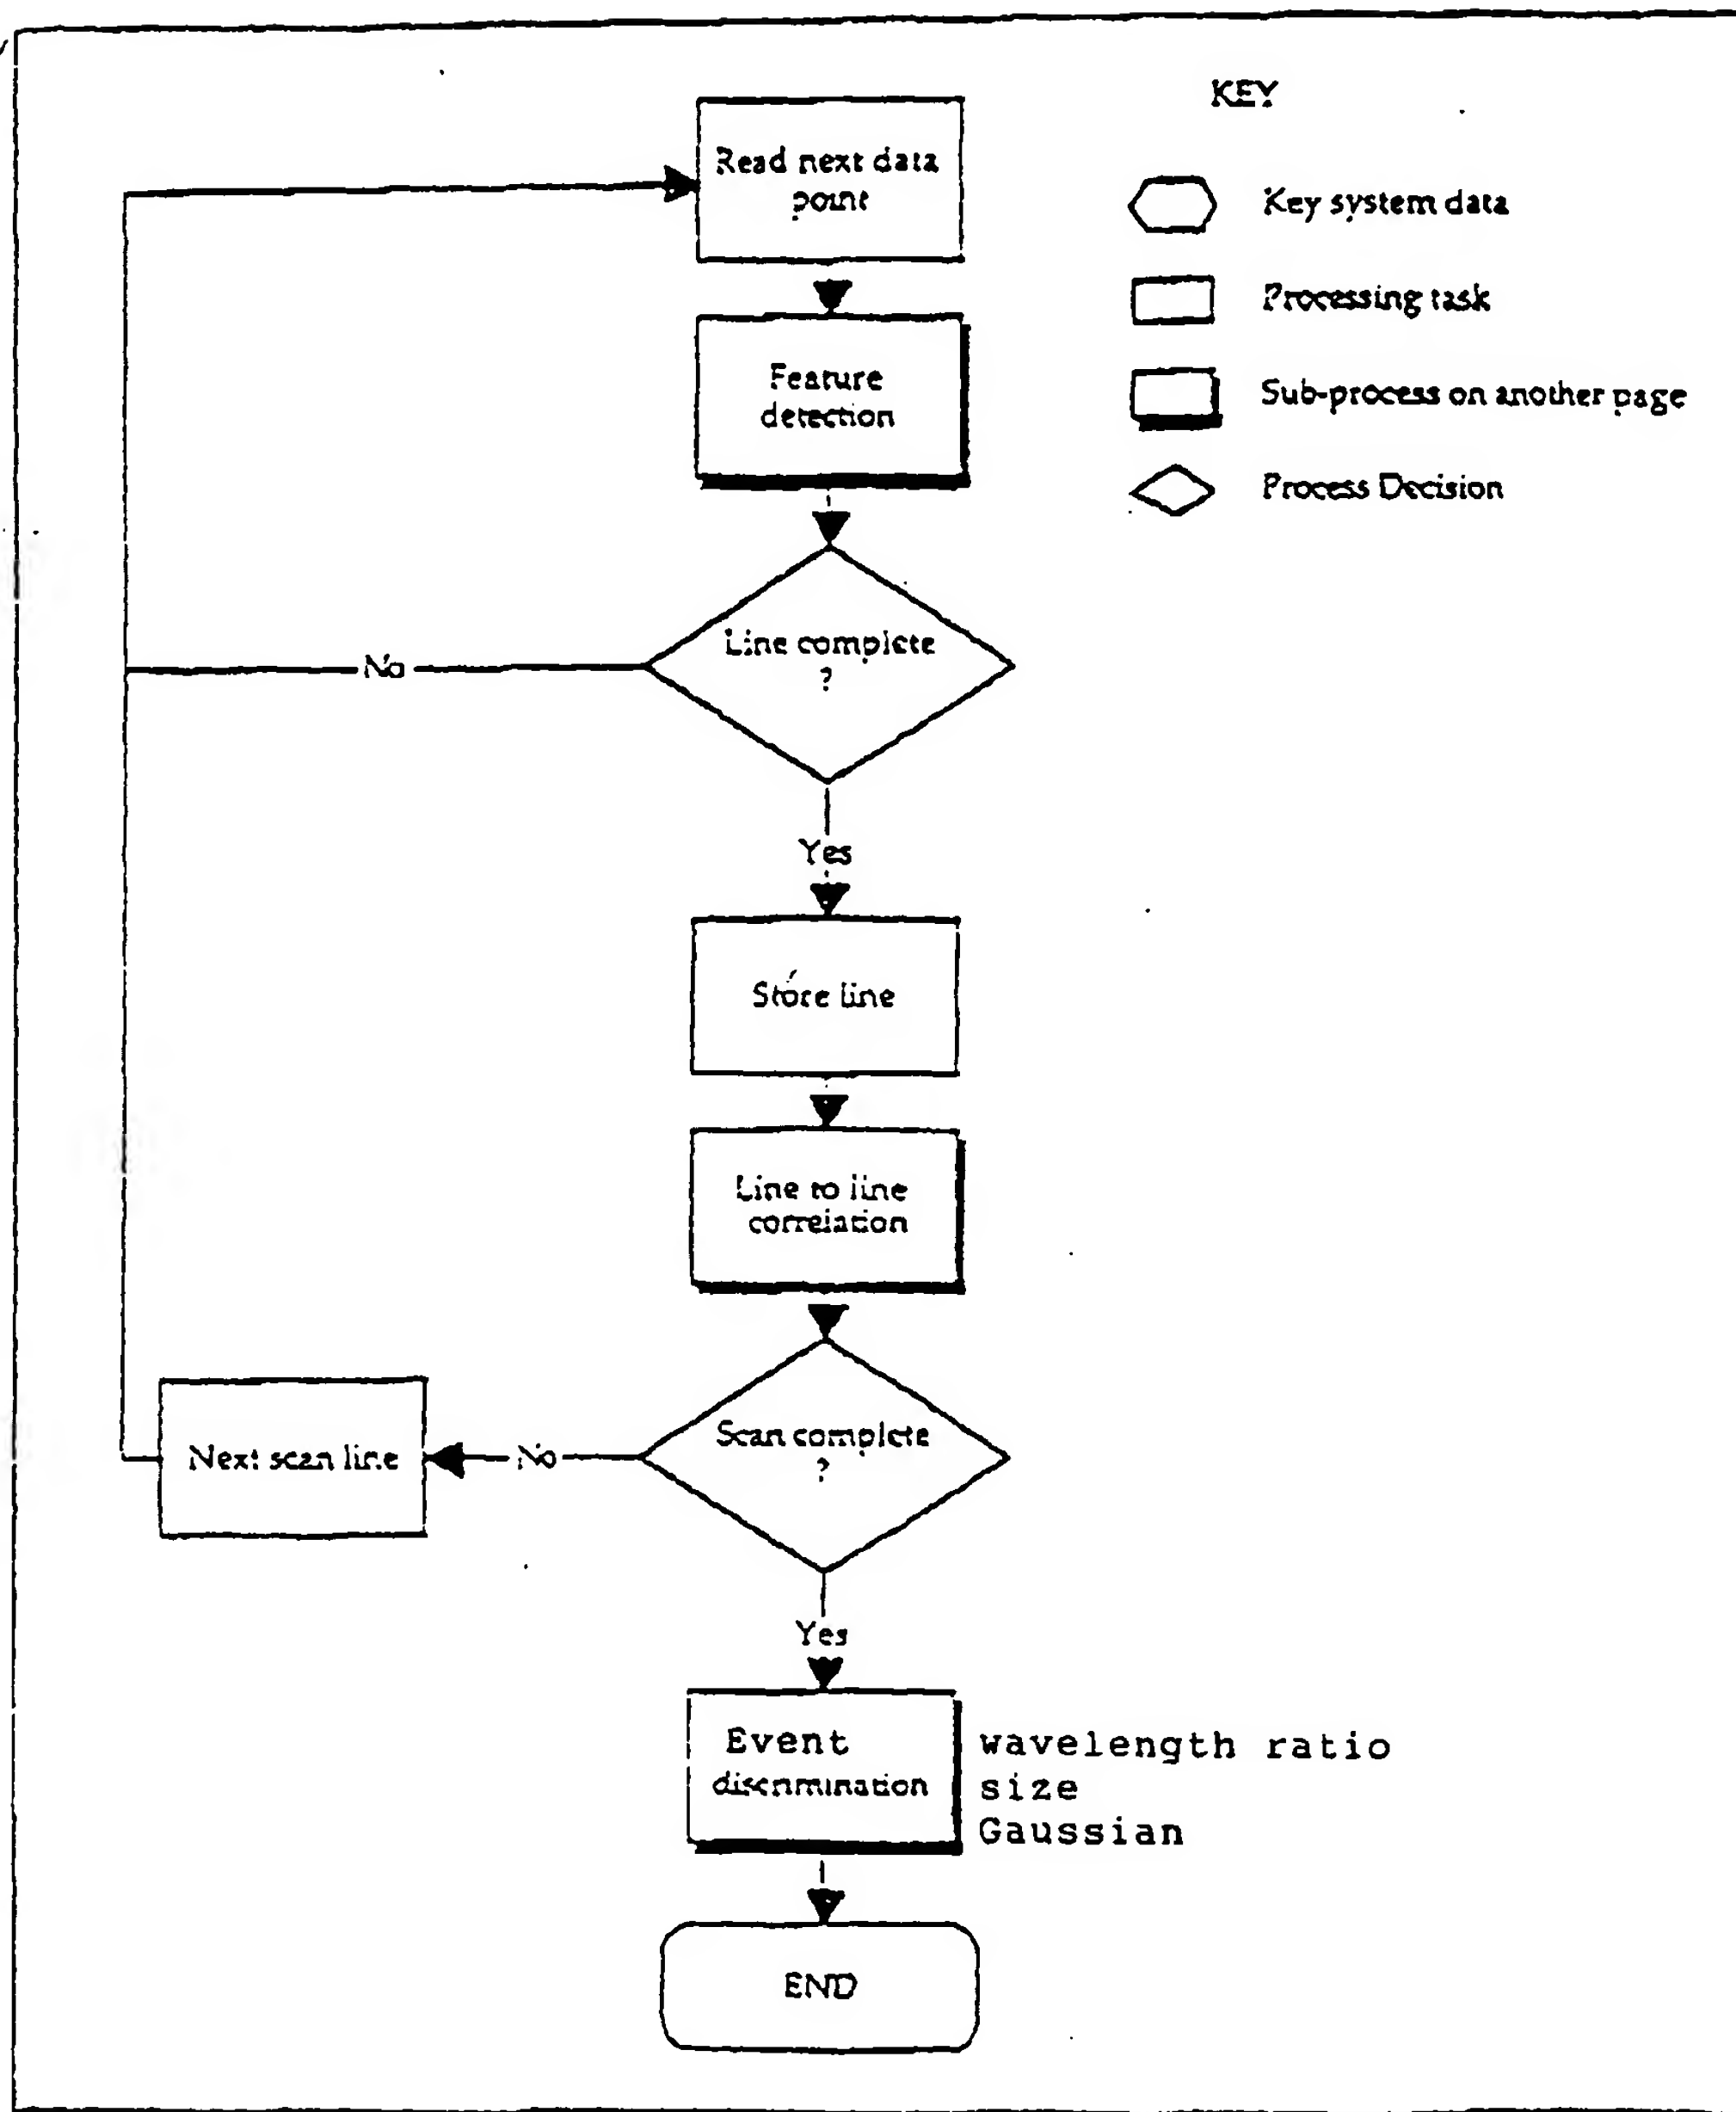 KEY
Key system data
Processing task
Sub-process on another page
Process Decision
Read next data
point
Feature
detection
Line complete
?
No
Yes
Store line
Line to line
correlation
Scan complete
?
No
Next scan line
Yes
Event
discrimination
wavelength ratio
size
Gaussian
END